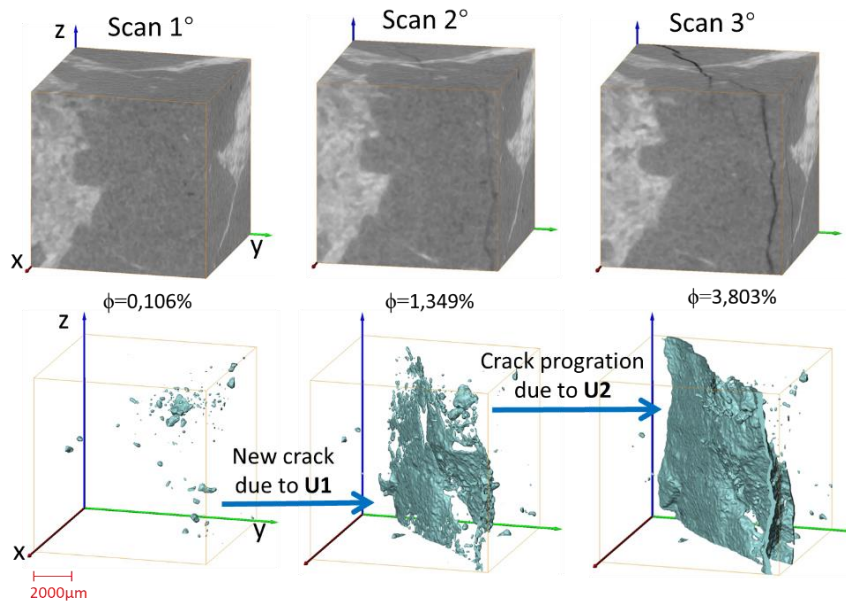 Scan 1°
Scan 2°
Scan 3°
z
x
y
ϕ=0,106%
ϕ=1,349%
ϕ=3,803%
z
Crack progration
due to U2
New crack
due to U1
x
y
2000µm